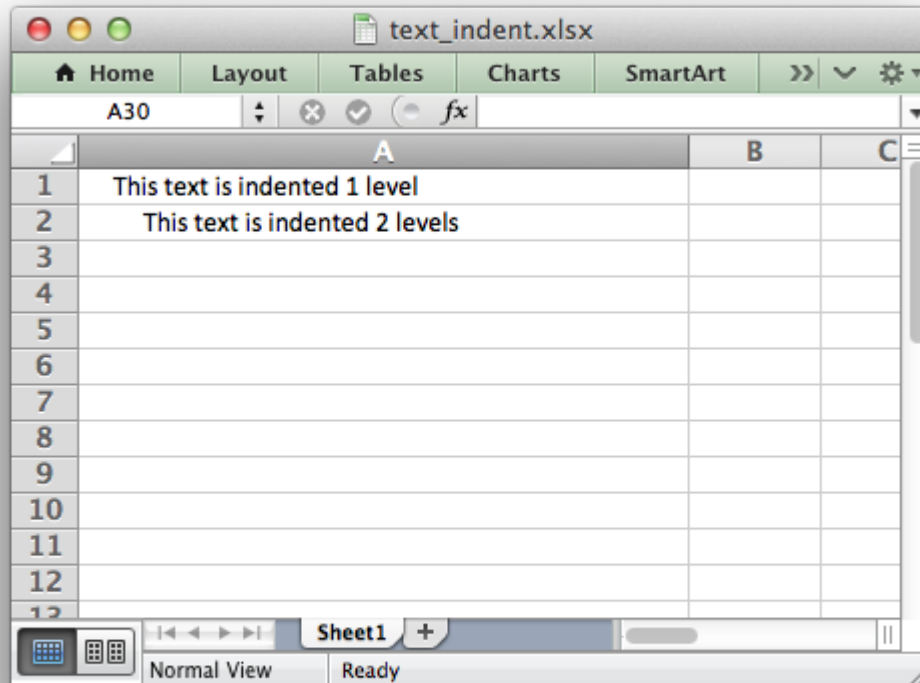 text_indent.xlsx
Home Layout Tables Charts SmartArt
A30 fx
A B C
1 This text is indented 1 level
2 This text is indented 2 levels
3
4
5
6
7
8
9
10
11
12
13
Sheet1 +
Normal View Ready